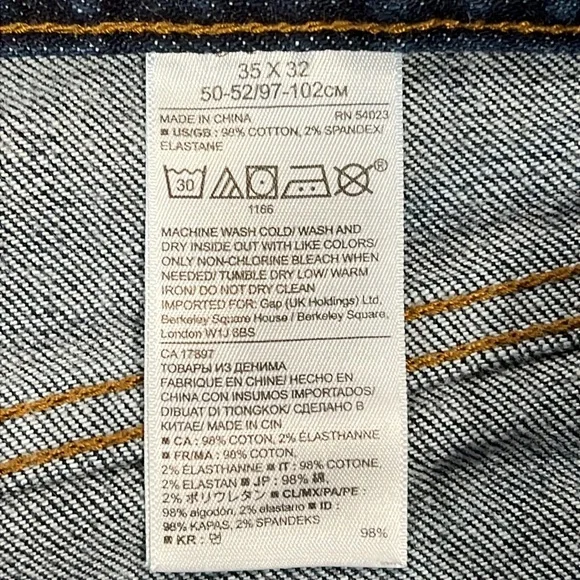 35 X 32
50-52/97-102CM
MADE IN CHINA RN 54023
■ US/GB : 98% COTTON, 2% SPANDEX/
ELASTANE
30
®
1166
MACHINE WASH COLD/ WASH AND
DRY INSIDE OUT WITH LIKE COLORS/
ONLY NON-CHLORINE BLEACH WHEN
NEEDED/ TUMBLE DRY LOW/ WARM
IRON/ DO NOT DRY CLEAN
IMPORTED FOR: Gap (UK Holdings) Ltd,
Berkeley Square House / Berkeley Square,
London W1J 6BS
CA 17897
ТОВАРЫ ИЗ ДЕНИМА
FABRIQUE EN CHINE/ HECHO EN
CHINA CON INSUMOS IMPORTADOS/
DIBUAT DI TIONGKOK/ СДЕЛАНО В
КИТАЕ/ MADE IN CIN
■ CA : 98% COTON, 2% ÉLASTHANNE
■ FR/MA : 98% COTON,
2% ÉLASTHANNE ■ IT : 98% COTONE,
2% ELASTAN ■ JP : 98% 綿,
2% ポリウレタン ■ CL/MX/PA/PE :
98% algodón, 2% elastano ■ ID :
98% KAPAS, 2% SPANDEKS
■ KR : 면 98%